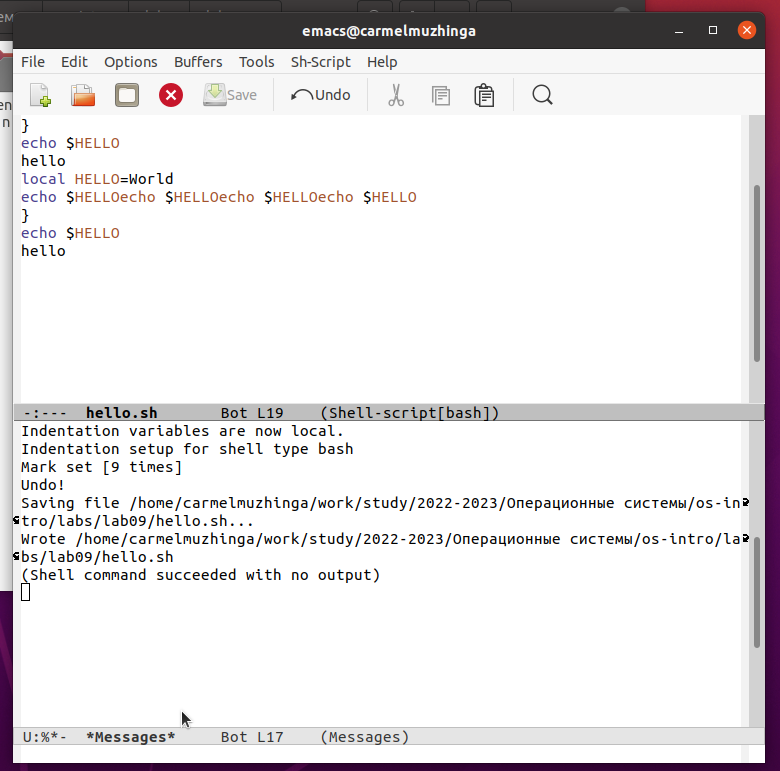 emacs@carmelmuzhinga
File Edit Options Buffers Tools Sh-Script Help
Save Undo
}
echo $HELLO
hello
local HELLO=World
echo $HELLOecho $HELLOecho $HELLOecho $HELLO
}
echo $HELLO
hello
-:--- hello.sh Bot L19 (Shell-script[bash])
Indentation variables are now local.
Indentation setup for shell type bash
Mark set [9 times]
Undo!
Saving file /home/carmelmuzhinga/work/study/2022-2023/Операционные системы/os-in
tro/labs/lab09/hello.sh...
Wrote /home/carmelmuzhinga/work/study/2022-2023/Операционные системы/os-intro/la
bs/lab09/hello.sh
(Shell command succeeded with no output)
U:%*- *Messages* Bot L17 (Messages)